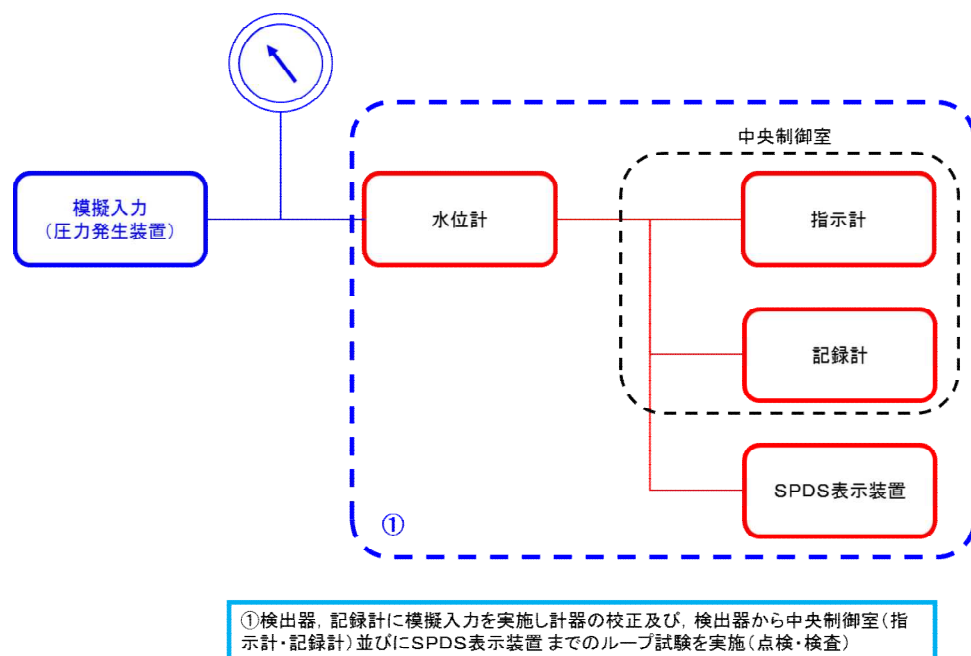 中央制御室
模擬入力
（圧力発生装置）
水位計
指示計
記録計
SPDS表示装置
①
①検出器，記録計に模擬入力を実施し計器の校正及び，検出器から中央制御室（指
示計・記録計）並びにSPDS表示装置までのループ試験を実施（点検・検査）